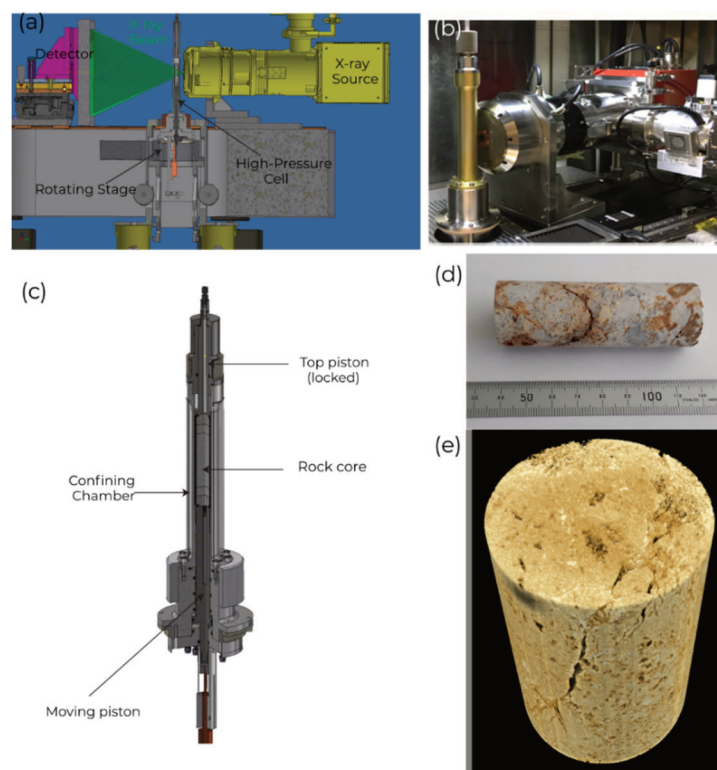 (a)
X-ray
Beam
Detector
X-ray
Source
High-Pressure
Cell
Rotating Stage
(b)
(c)
Top piston
(locked)
Rock core
Confining
Chamber
Moving piston
(d)
50
100
(e)